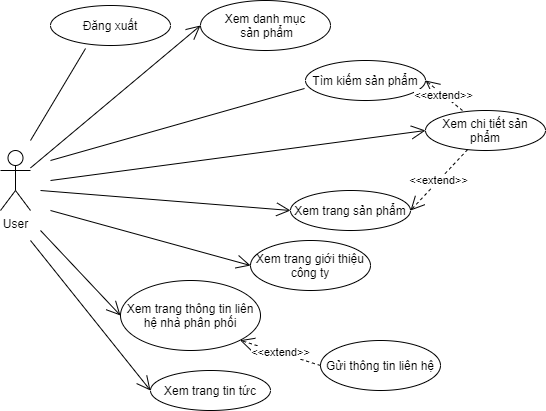 Đăng xuất
Xem danh mục
sản phẩm
Tìm kiếm sản phẩm
<<extend>>
Xem chi tiết sản
phẩm
<<extend>>
Xem trang sản phẩm
User
Xem trang giới thiệu
công ty
Xem trang thông tin liên
hệ nhà phân phối
<<extend>>
Gửi thông tin liên hệ
Xem trang tin tức